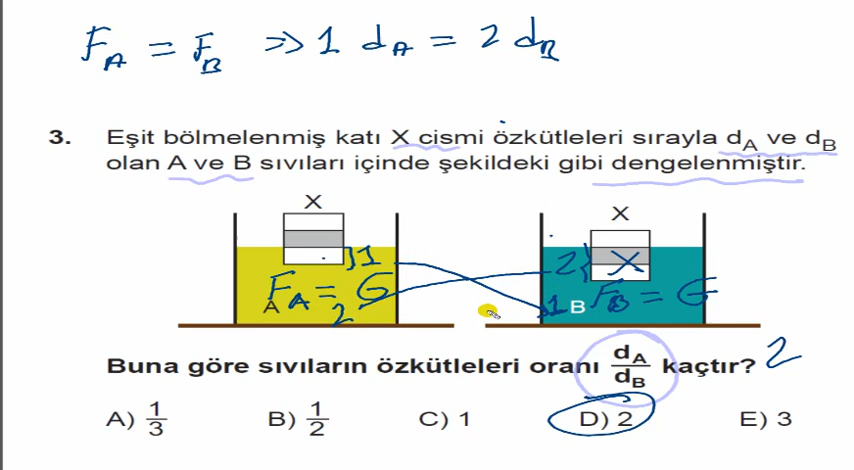 F_A = F_B ⇒ 1 d_A = 2 d_B
3. Eşit bölmelenmiş katı X cismi özkütleleri sırayla d_A ve d_B
olan A ve B sıvıları içinde şekildeki gibi dengelenmiştir.
X X
1 2 X
F_A = G F_B = G
A 2 1 B
Buna göre sıvıların özkütleleri oranı d_A/d_B kaçtır? 2
A) 1/3 B) 1/2 C) 1 D) 2 E) 3